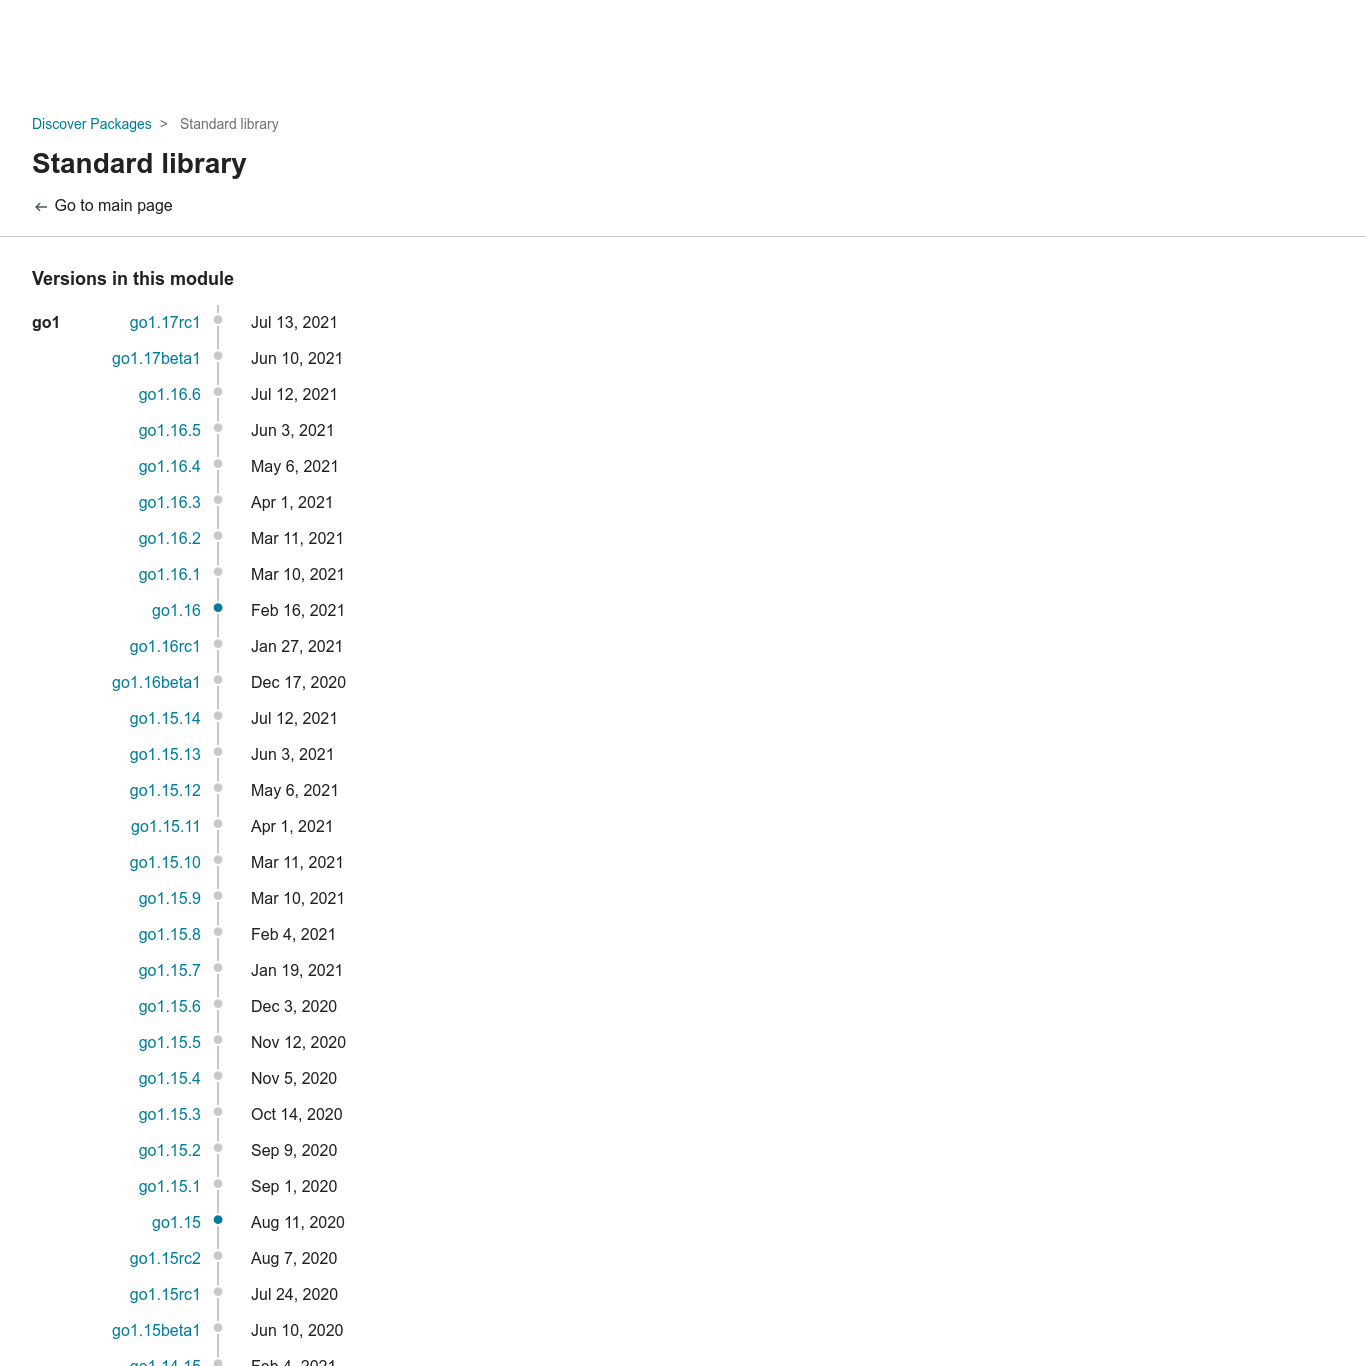 Discover Packages > Standard library
Standard library
← Go to main page
Versions in this module
go1 go1.17rc1 Jul 13, 2021
go1.17beta1 Jun 10, 2021
go1.16.6 Jul 12, 2021
go1.16.5 Jun 3, 2021
go1.16.4 May 6, 2021
go1.16.3 Apr 1, 2021
go1.16.2 Mar 11, 2021
go1.16.1 Mar 10, 2021
go1.16 Feb 16, 2021
go1.16rc1 Jan 27, 2021
go1.16beta1 Dec 17, 2020
go1.15.14 Jul 12, 2021
go1.15.13 Jun 3, 2021
go1.15.12 May 6, 2021
go1.15.11 Apr 1, 2021
go1.15.10 Mar 11, 2021
go1.15.9 Mar 10, 2021
go1.15.8 Feb 4, 2021
go1.15.7 Jan 19, 2021
go1.15.6 Dec 3, 2020
go1.15.5 Nov 12, 2020
go1.15.4 Nov 5, 2020
go1.15.3 Oct 14, 2020
go1.15.2 Sep 9, 2020
go1.15.1 Sep 1, 2020
go1.15 Aug 11, 2020
go1.15rc2 Aug 7, 2020
go1.15rc1 Jul 24, 2020
go1.15beta1 Jun 10, 2020
go1.14.15 Feb 4, 2021